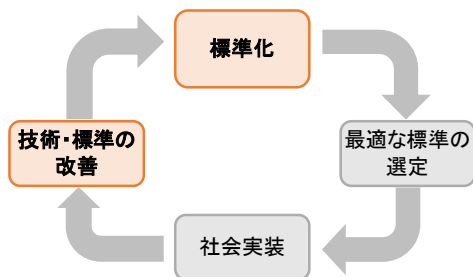 標準化
最適な標準の
選定
社会実装
技術・標準の
改善